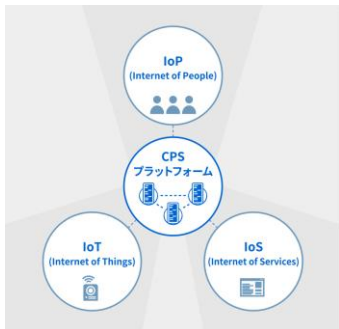 IoP
(Internet of People)
CPS
プラットフォーム
IoT
(Internet of Things)
IoS
(Internet of Services)